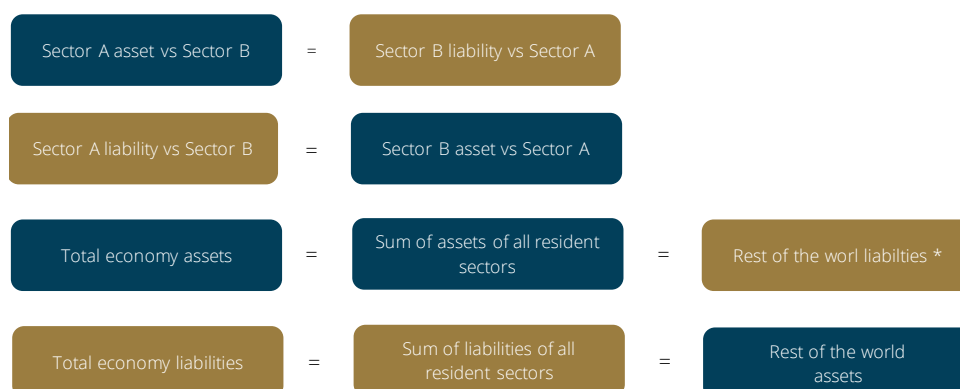 Sector A asset vs Sector B = Sector B liability vs Sector A
Sector A liability vs Sector B = Sector B asset vs Sector A
Total economy assets = Sum of assets of all resident
sectors = Rest of the worl liabilties *
Total economy liabilities = Sum of liabilities of all
resident sectors = Rest of the world
assets